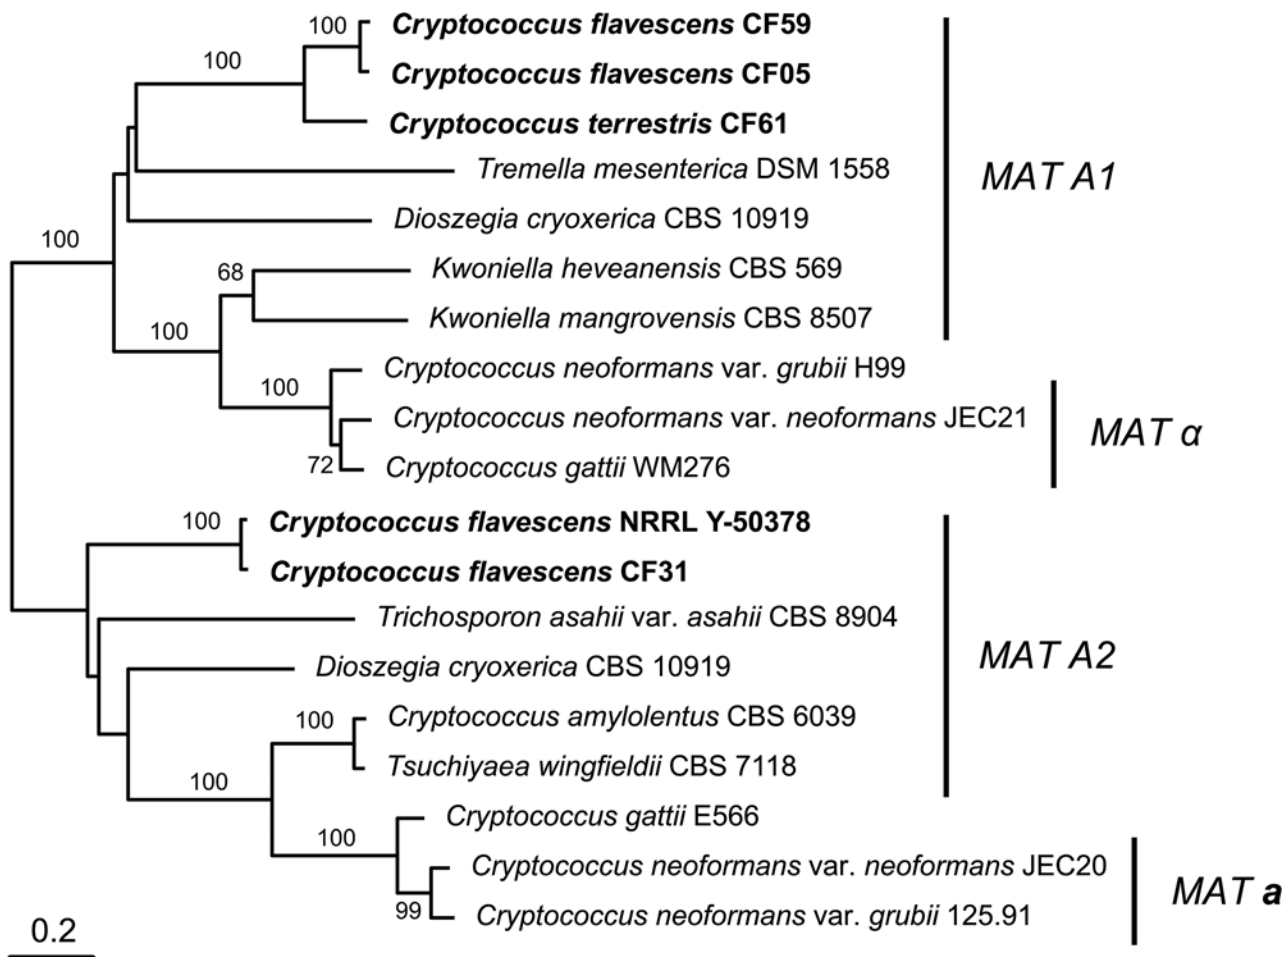 100
Cryptococcus flavescens CF59
100
Cryptococcus flavescens CF05
Cryptococcus terrestris CF61
Tremella mesenterica DSM 1558
MAT A1
Dioszegia cryoxerica CBS 10919
100
68
Kwoniella heveanensis CBS 569
Kwoniella mangrovensis CBS 8507
100
Cryptococcus neoformans var. grubii H99
100
Cryptococcus neoformans var. neoformans JEC21
MAT α
72
Cryptococcus gattii WM276
100
Cryptococcus flavescens NRRL Y-50378
Cryptococcus flavescens CF31
Trichosporon asahii var. asahii CBS 8904
MAT A2
Dioszegia cryoxerica CBS 10919
100
Cryptococcus amylolentus CBS 6039
Tsuchiyaea wingfieldii CBS 7118
100
Cryptococcus gattii E566
100
Cryptococcus neoformans var. neoformans JEC20
MAT a
99
Cryptococcus neoformans var. grubii 125.91
0.2